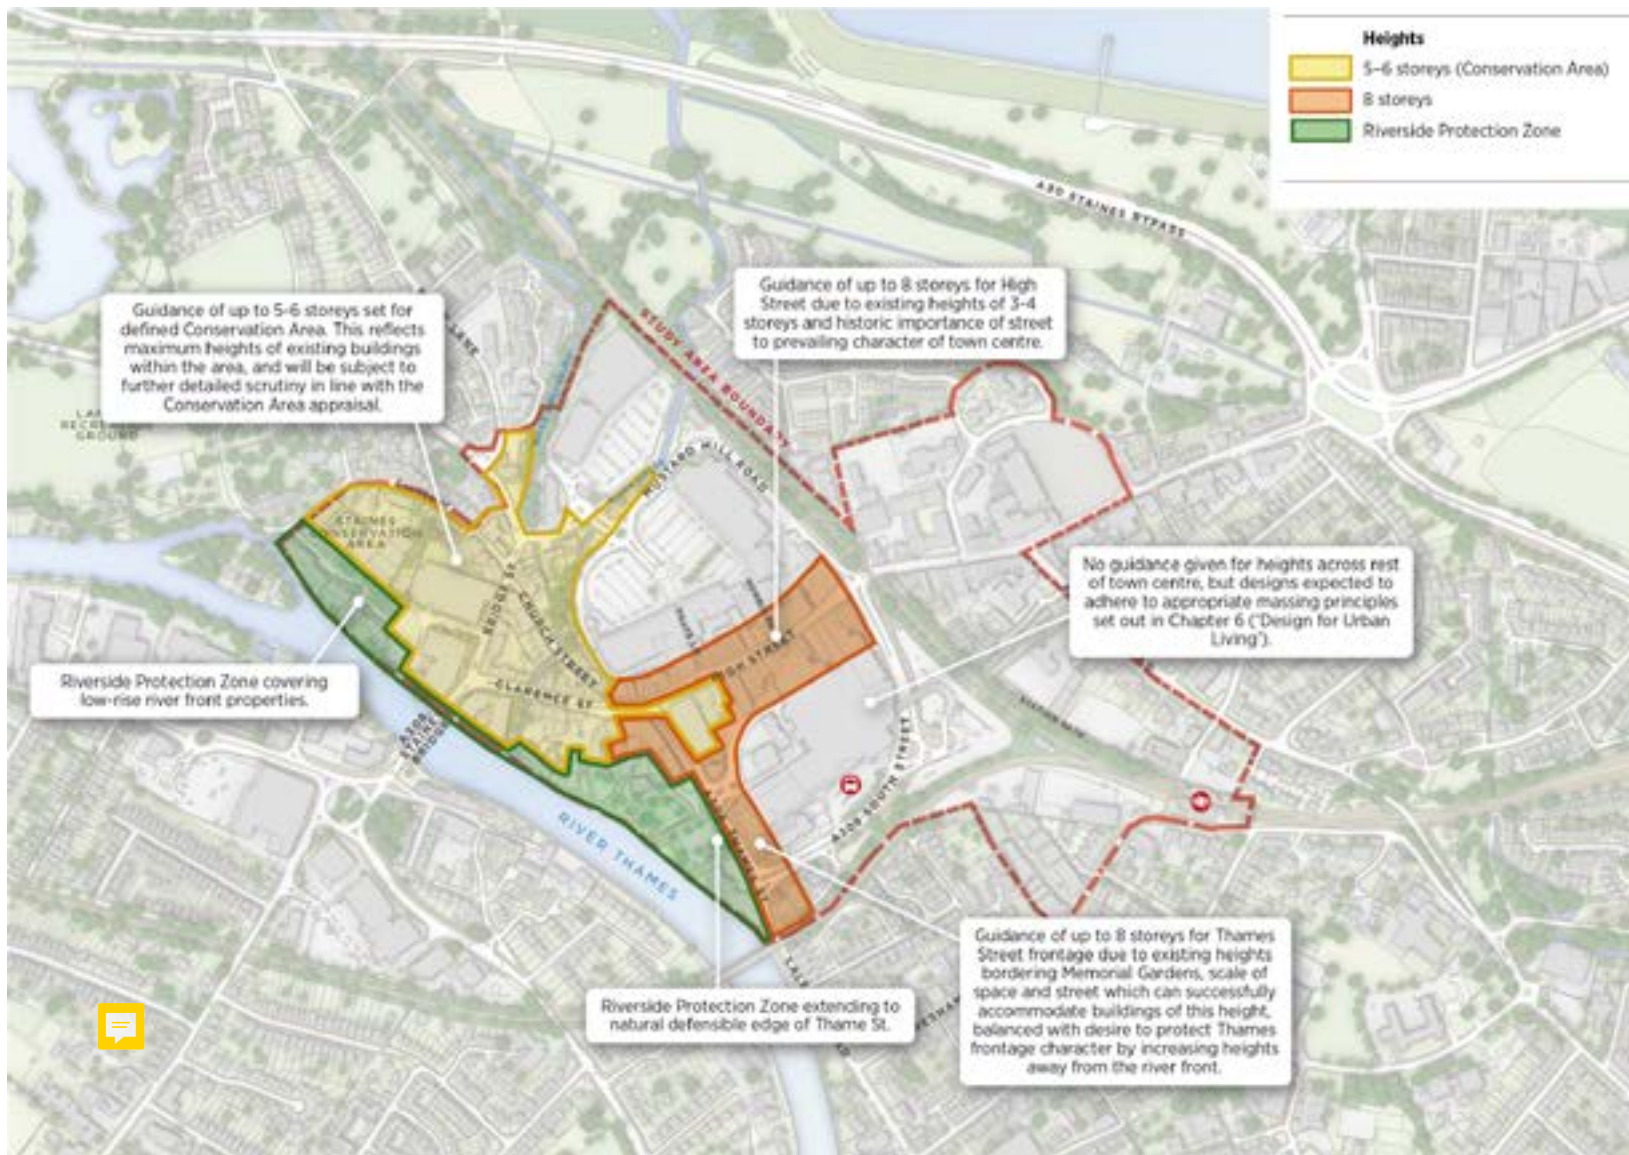 Heights
5-6 storeys (Conservation Area)
8 storeys
Riverside Protection Zone
A30 STAINES BYPASS
Guidance of up to 8 storeys for High
Street due to existing heights of 3-4
storeys and historic importance of street
to prevailing character of town centre.
Guidance of up to 5-6 storeys set for
defined Conservation Area. This reflects
maximum heights of existing buildings
within the area, and will be subject to
further detailed scrutiny in line with the
Conservation Area appraisal.
LANE
STUDY AREA BOUNDARY
RECREATION
GROUND
MUSTARD MILL ROAD
STAINES
CONSERVATION
AREA
No guidance given for heights across rest
of town centre, but designs expected to
adhere to appropriate massing principles
set out in Chapter 6 ("Design for Urban
Living").
BRIDGE ST
CHURCH STREET
HIGH STREET
CLARENCE ST
Riverside Protection Zone covering
low-rise river front properties.
A308
STAINES
BRIDGE
STATION PATH
A308 SOUTH STREET
RIVER THAMES
A308 THAMES ST
Guidance of up to 8 storeys for Thames
Street frontage due to existing heights
bordering Memorial Gardens, scale of
space and street which can successfully
accommodate buildings of this height,
balanced with desire to protect Thames
frontage character by increasing heights
away from the river front.
Riverside Protection Zone extending to
natural defensible edge of Thame St.